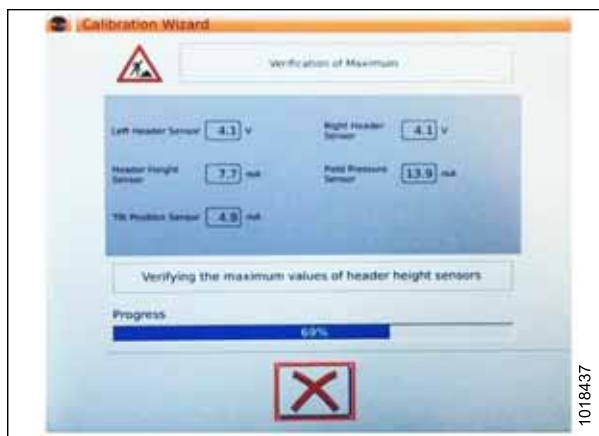 Calibration Wizard
Verification of Maximum
Left Header Sensor 4.1 V
Right Header
Sensor 4.1 V
Header Height
Sensor 7.7 mA
Field Pressure
Sensor 13.9 mA
Tilt Position Sensor mA
Verifying the maximum values of header height sensors
Progress
69%
1018437